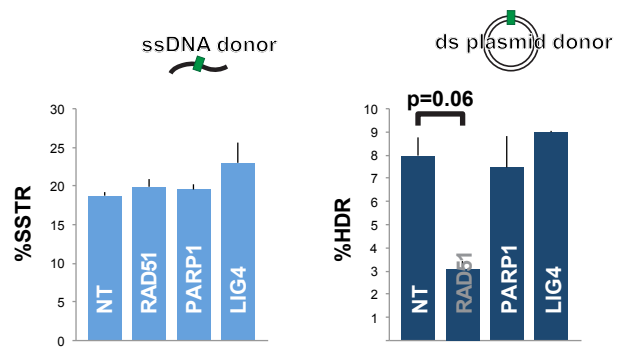 ssDNA donor
30
25
20
15
10
5
0
%SSTR
NT
RAD51
PARP1
LIG4
ds plasmid donor
p=0.06
10
9
8
7
6
5
4
3
2
1
%HDR
NT
RAD51
PARP1
LIG4